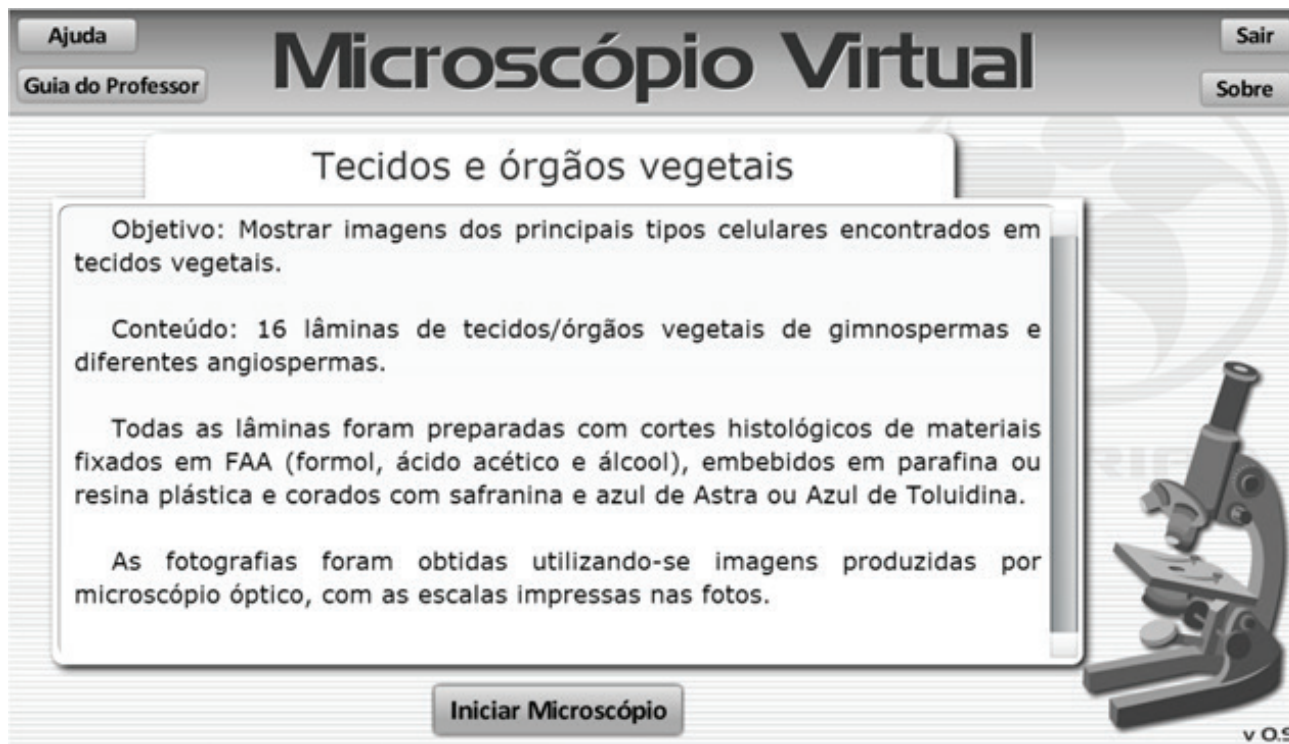 Ajuda
Microscópio Virtual
Sair
Guia do Professor
Sobre
Tecidos e órgãos vegetais
Objetivo: Mostrar imagens dos principais tipos celulares encontrados em
tecidos vegetais.
Conteúdo: 16 lâminas de tecidos/órgãos vegetais de gimnospermas e
diferentes angiospermas.
Todas as lâminas foram preparadas com cortes histológicos de materiais
fixados em FAA (formol, ácido acético e álcool), embebidos em parafina ou
resina plástica e corados com safranina e azul de Astra ou Azul de Toluidina.
As fotografias foram obtidas utilizando-se imagens produzidas por
microscópio óptico, com as escalas impressas nas fotos.
Iniciar Microscópio